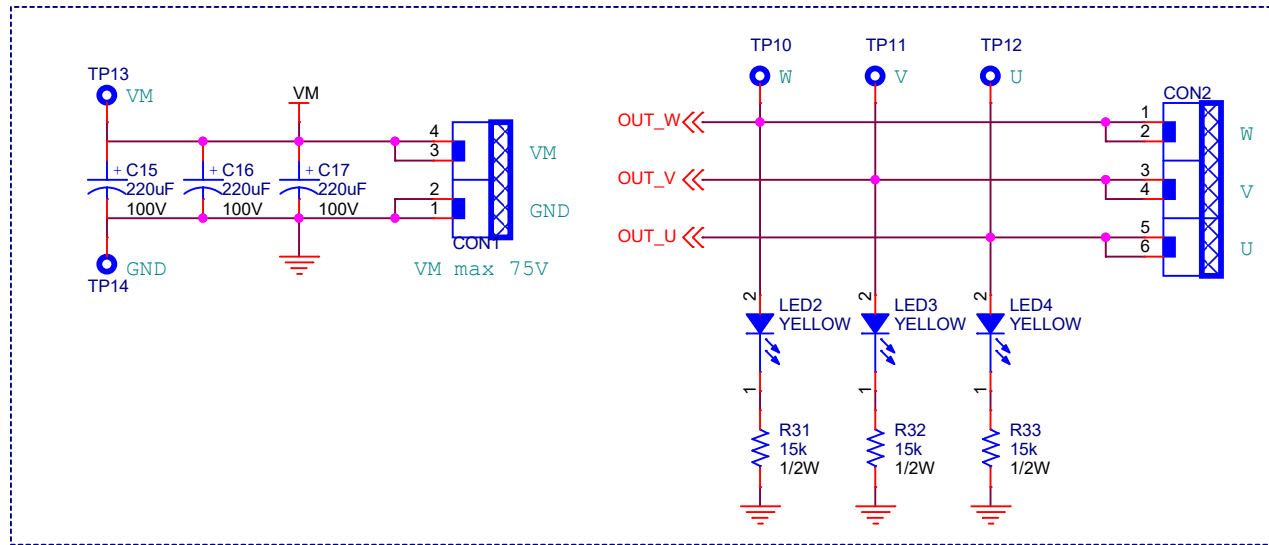 TP13
VM
VM
+ C15
220uF
100V
+ C16
220uF
100V
+ C17
220uF
100V
4
3
2
1
VM
GND
CON1
VM max 75V
GND
TP14
TP10
W
TP11
V
TP12
U
OUT_W
OUT_V
OUT_U
CON2
1
2
3
4
5
6
W
V
U
2
LED2
YELLOW
1
2
LED3
YELLOW
1
2
LED4
YELLOW
1
R31
15k
1/2W
R32
15k
1/2W
R33
15k
1/2W